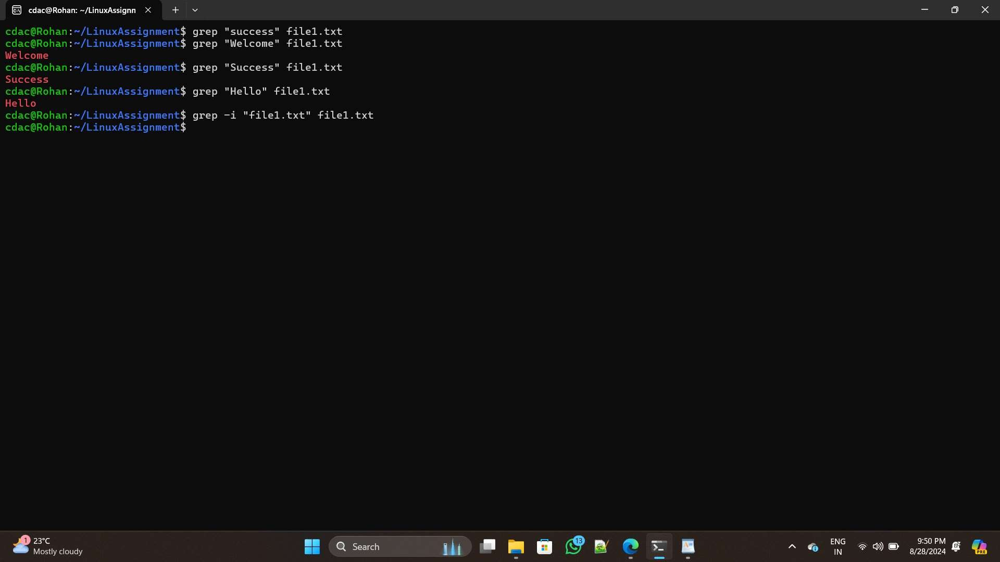 cdac@Rohan: ~/LinuxAssignn
cdac@Rohan:~/LinuxAssignment$ grep "success" file1.txt
cdac@Rohan:~/LinuxAssignment$ grep "Welcome" file1.txt
Welcome
cdac@Rohan:~/LinuxAssignment$ grep "Success" file1.txt
Success
cdac@Rohan:~/LinuxAssignment$ grep "Hello" file1.txt
Hello
cdac@Rohan:~/LinuxAssignment$ grep -i "file1.txt" file1.txt
cdac@Rohan:~/LinuxAssignment$
1
23°C
Mostly cloudy
Search
13
ENG
IN
9:50 PM
8/28/2024
PRE